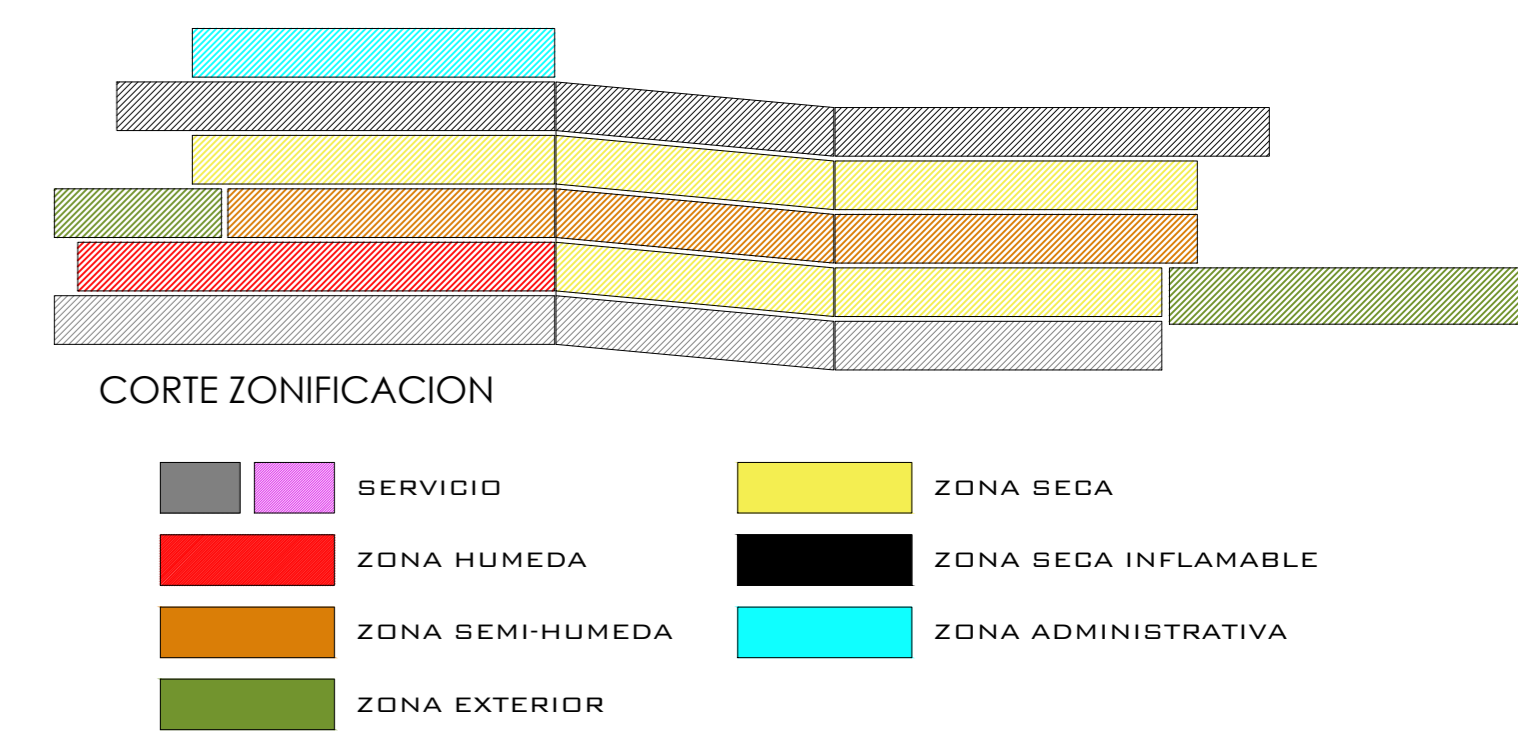 CORTE ZONIFICACION
SERVICIO
ZONA SECA
ZONA HUMEDA
ZONA SECA INFLAMABLE
ZONA SEMI-HUMEDA
ZONA ADMINISTRATIVA
ZONA EXTERIOR